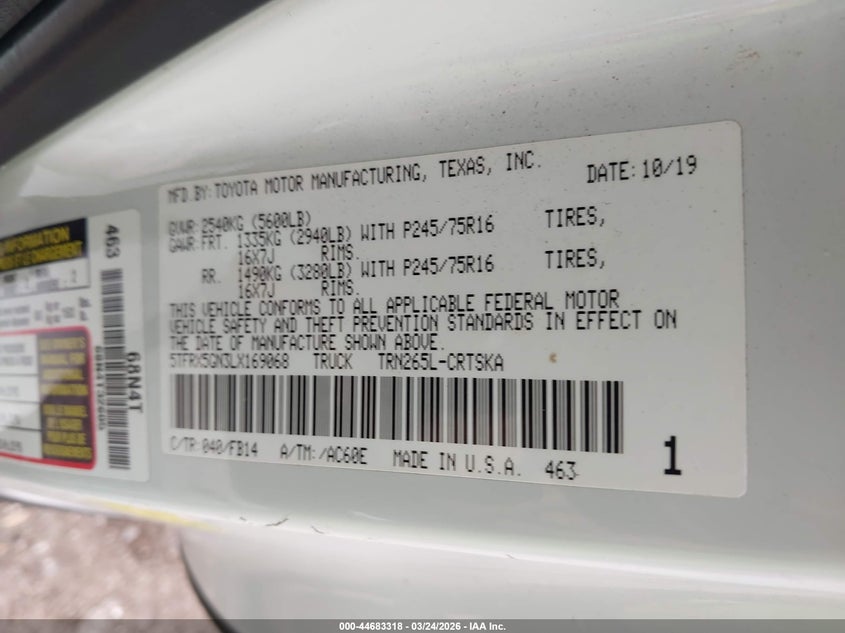 MFD.BY:TOYOTA MOTOR MANUFACTURING, TEXAS, INC. DATE:10/19
GVWR:2540KG (5600LB)
GAWR:FRT. 1335KG (2940LB) WITH P245/75R16 TIRES,
16X7J RIMS.
RR. 1490KG (3280LB) WITH P245/75R16 TIRES,
16X7J RIMS.
THIS VEHICLE CONFORMS TO ALL APPLICABLE FEDERAL MOTOR
VEHICLE SAFETY AND THEFT PREVENTION STANDARDS IN EFFECT ON
THE DATE OF MANUFACTURE SHOWN ABOVE.
5TFRX5GN3LX169068 TRUCK TRN265L-CRTSKA
C/TR:040/FB14 A/TM:/AC60E MADE IN U.S.A. 463 1
INFORMATION
463
68N4T
000-44683318 - 03/24/2026 - IAA Inc.